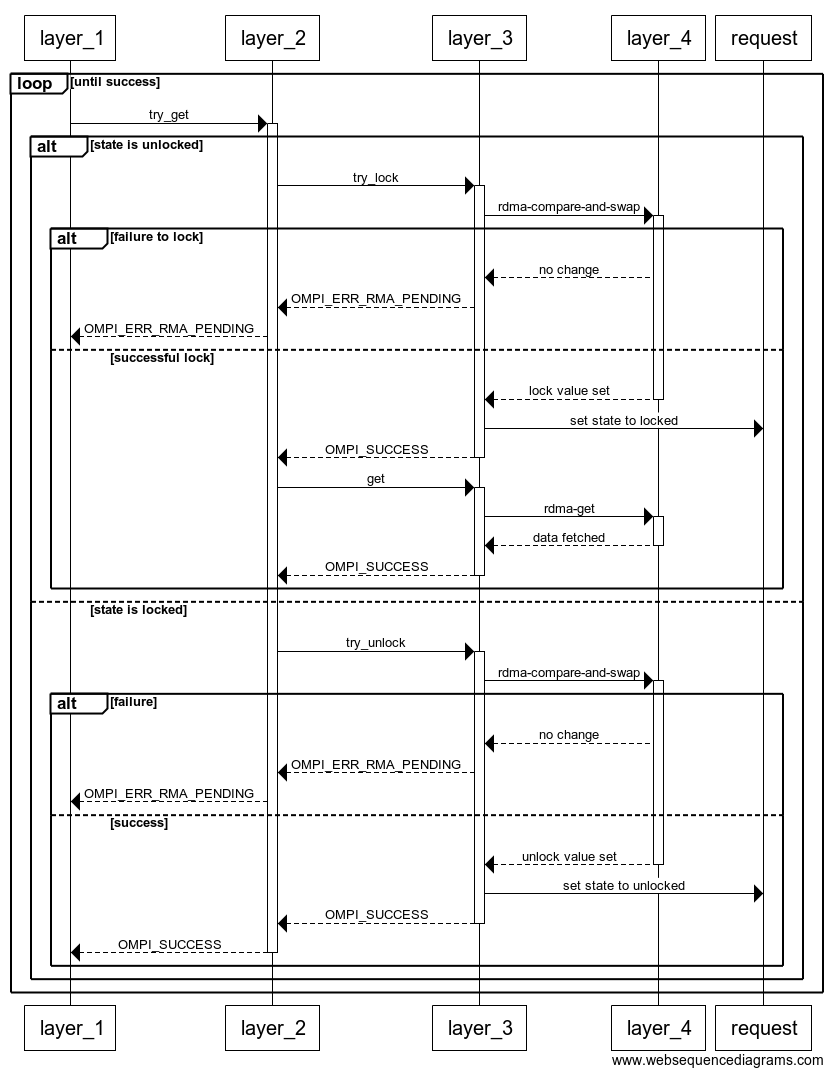 layer_1 layer_2 layer_3 layer_4 request
loop [until success]
try_get
alt [state is unlocked]
try_lock
rdma-compare-and-swap
alt [failure to lock]
no change
OMPI_ERR_RMA_PENDING
OMPI_ERR_RMA_PENDING
[successful lock]
lock value set
set state to locked
OMPI_SUCCESS
get
rdma-get
data fetched
OMPI_SUCCESS
[state is locked]
try_unlock
rdma-compare-and-swap
alt [failure]
no change
OMPI_ERR_RMA_PENDING
OMPI_ERR_RMA_PENDING
[success]
unlock value set
set state to unlocked
OMPI_SUCCESS
OMPI_SUCCESS
layer_1 layer_2 layer_3 layer_4 request
www.websequencediagrams.com